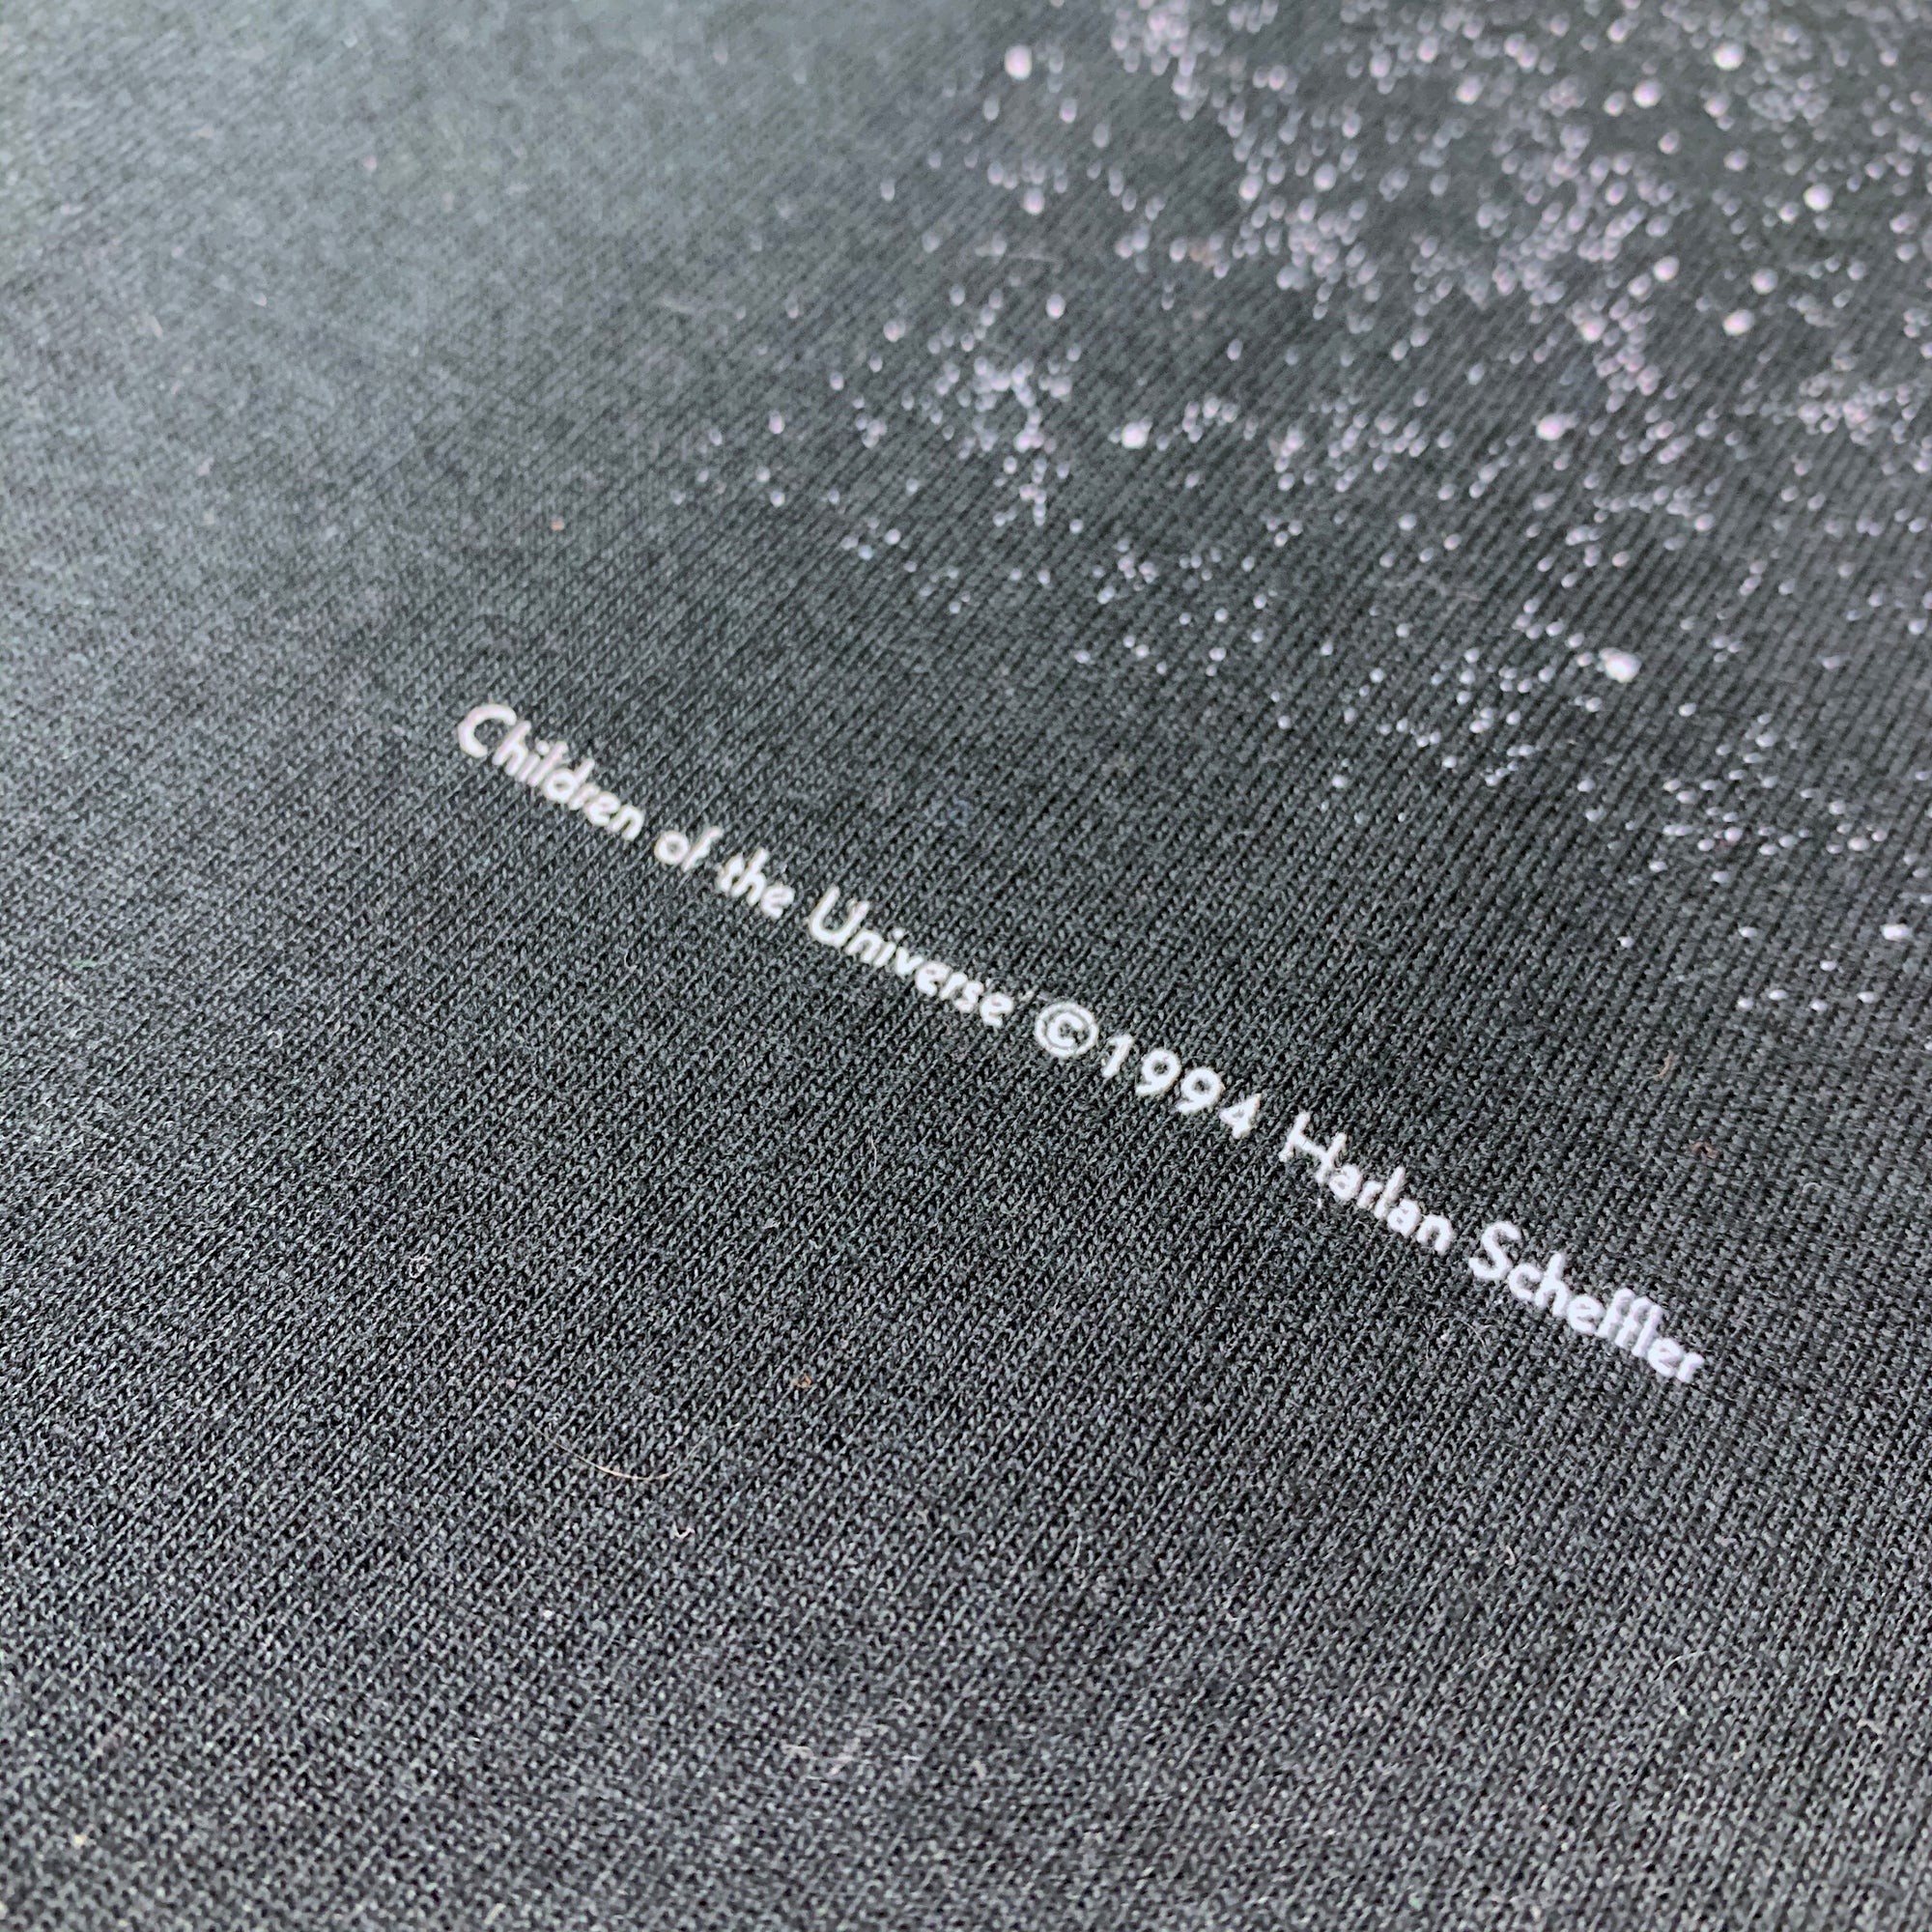 Children of the Universe ©1994 Harlan Scheffler